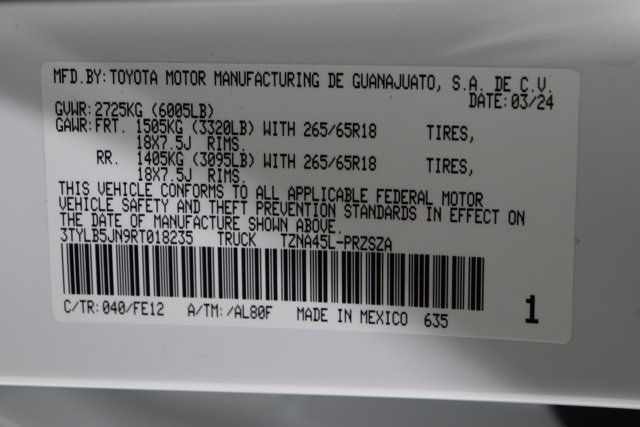 MFD.BY: TOYOTA MOTOR MANUFACTURING DE GUANAJUATO, S.A. DE C.V.
DATE: 03/24
GVWR: 2725KG (6005LB)
GAWR: FRT. 1505KG (3320LB) WITH 265/65R18 TIRES,
18X7.5J RIMS.
RR. 1405KG (3095LB) WITH 265/65R18 TIRES,
18X7.5J RIMS.
THIS VEHICLE CONFORMS TO ALL APPLICABLE FEDERAL MOTOR
VEHICLE SAFETY AND THEFT PREVENTION STANDARDS IN EFFECT ON
THE DATE OF MANUFACTURE SHOWN ABOVE.
3TYLB5JN9RT018235 TRUCK TZNA45L-PRZSZA
C/TR: 040/FE12 A/TM: /AL80F MADE IN MEXICO 635 1